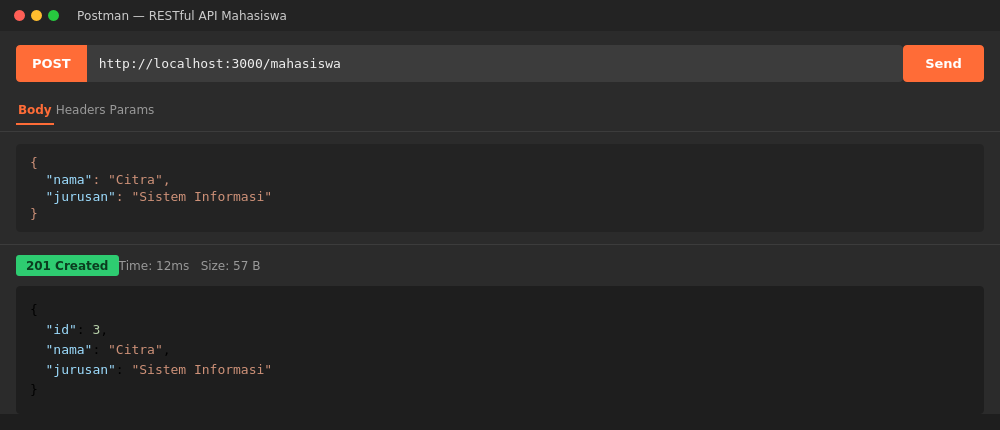 Postman — RESTful API Mahasiswa
POST http://localhost:3000/mahasiswa Send
Body Headers Params
{
"nama": "Citra",
"jurusan": "Sistem Informasi"
}
201 Created Time: 12ms Size: 57 B
{
"id": 3,
"nama": "Citra",
"jurusan": "Sistem Informasi"
}